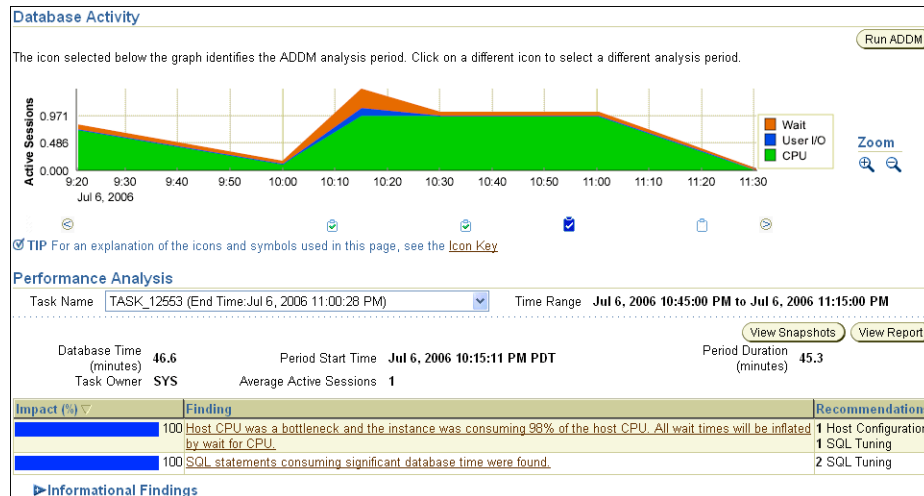 Database Activity
Run ADDM
The icon selected below the graph identifies the ADDM analysis period. Click on a different icon to select a different analysis period.
Active Sessions
0.971
0.486
0.000
9:20 9:30 9:40 9:50 10:00 10:10 10:20 10:30 10:40 10:50 11:00 11:10 11:20 11:30
Jul 6, 2006
Wait
User I/O
CPU
Zoom
TIP For an explanation of the icons and symbols used in this page, see the Icon Key
Performance Analysis
Task Name TASK_12553 (End Time:Jul 6, 2006 11:00:28 PM) Time Range Jul 6, 2006 10:45:00 PM to Jul 6, 2006 11:15:00 PM
View Snapshots View Report
Database Time (minutes) 46.6 Period Start Time Jul 6, 2006 10:15:11 PM PDT Period Duration (minutes) 45.3
Task Owner SYS Average Active Sessions 1
Impact (%) Finding Recommendation
100 Host CPU was a bottleneck and the instance was consuming 98% of the host CPU. All wait times will be inflated 1 Host Configuration
by wait for CPU. 1 SQL Tuning
100 SQL statements consuming significant database time were found. 2 SQL Tuning
Informational Findings